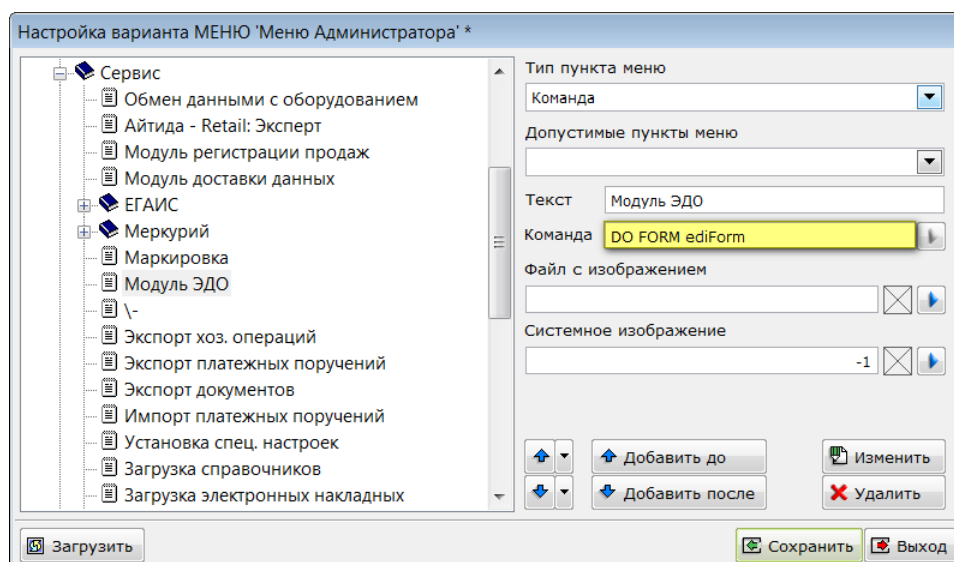 Настройка варианта МЕНЮ 'Меню Администратора' *
Сервис
Обмен данными с оборудованием
Айтида - Retail: Эксперт
Модуль регистрации продаж
Модуль доставки данных
ЕГАИС
Меркурий
Маркировка
Модуль ЭДО
\-
Экспорт хоз. операций
Экспорт платежных поручений
Экспорт документов
Импорт платежных поручений
Установка спец. настроек
Загрузка справочников
Загрузка электронных накладных
Тип пункта меню
Команда
Допустимые пункты меню
Текст Модуль ЭДО
Команда DO FORM ediForm
Файл с изображением
Системное изображение
-1
Добавить до Изменить
Добавить после Удалить
Загрузить Сохранить Выход